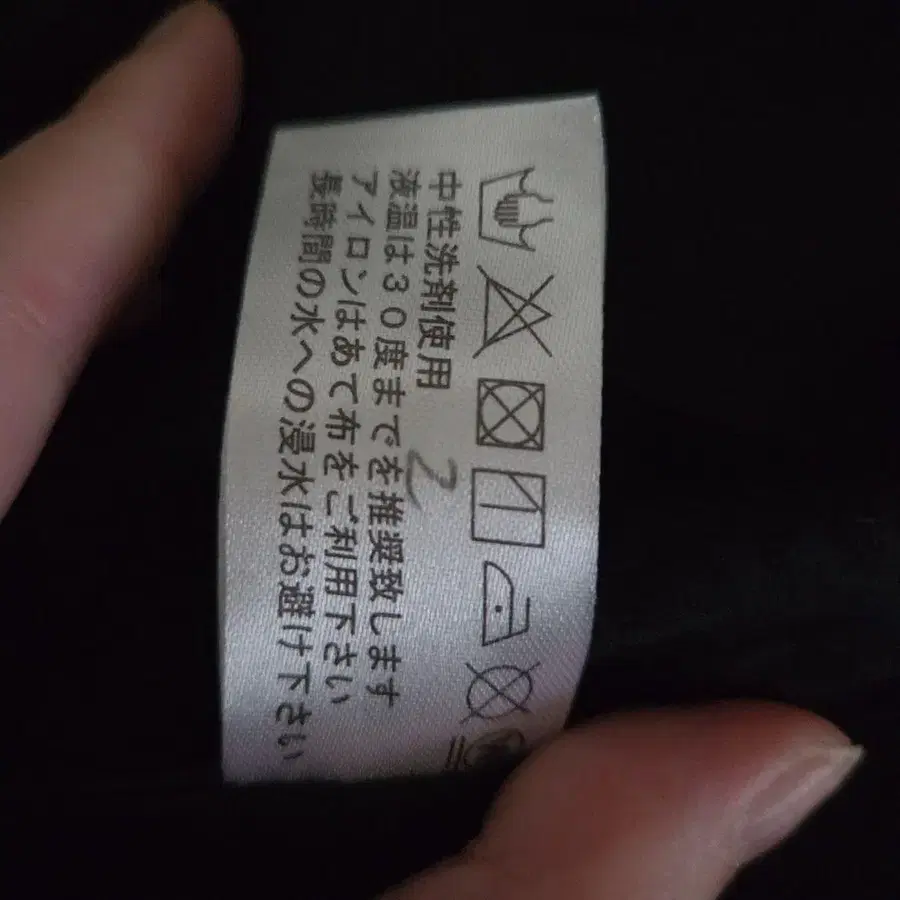 中性洗剤使用
液温は30度までを推奨致します
アイロンはあて布をご利用下さい
長時間の水への浸水はお避け下さい
2